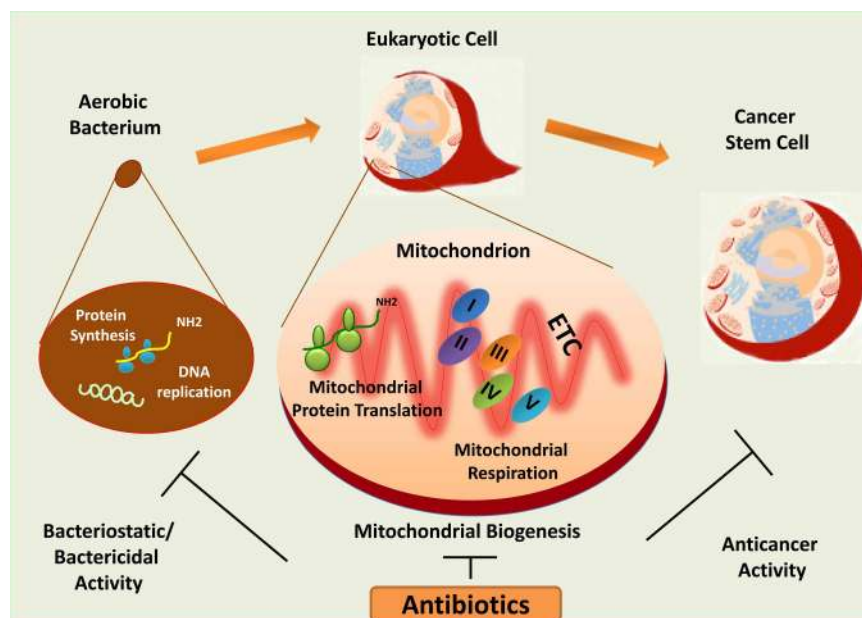 Eukaryotic Cell
Aerobic
Bacterium
Cancer
Stem Cell
Mitochondrion
Protein
Synthesis
NH2
DNA
replication
NH2
I
II
III
IV
V
ETC
Mitochondrial
Protein Translation
Mitochondrial
Respiration
Bacteriostatic/
Bactericidal
Activity
Mitochondrial Biogenesis
Anticancer
Activity
Antibiotics